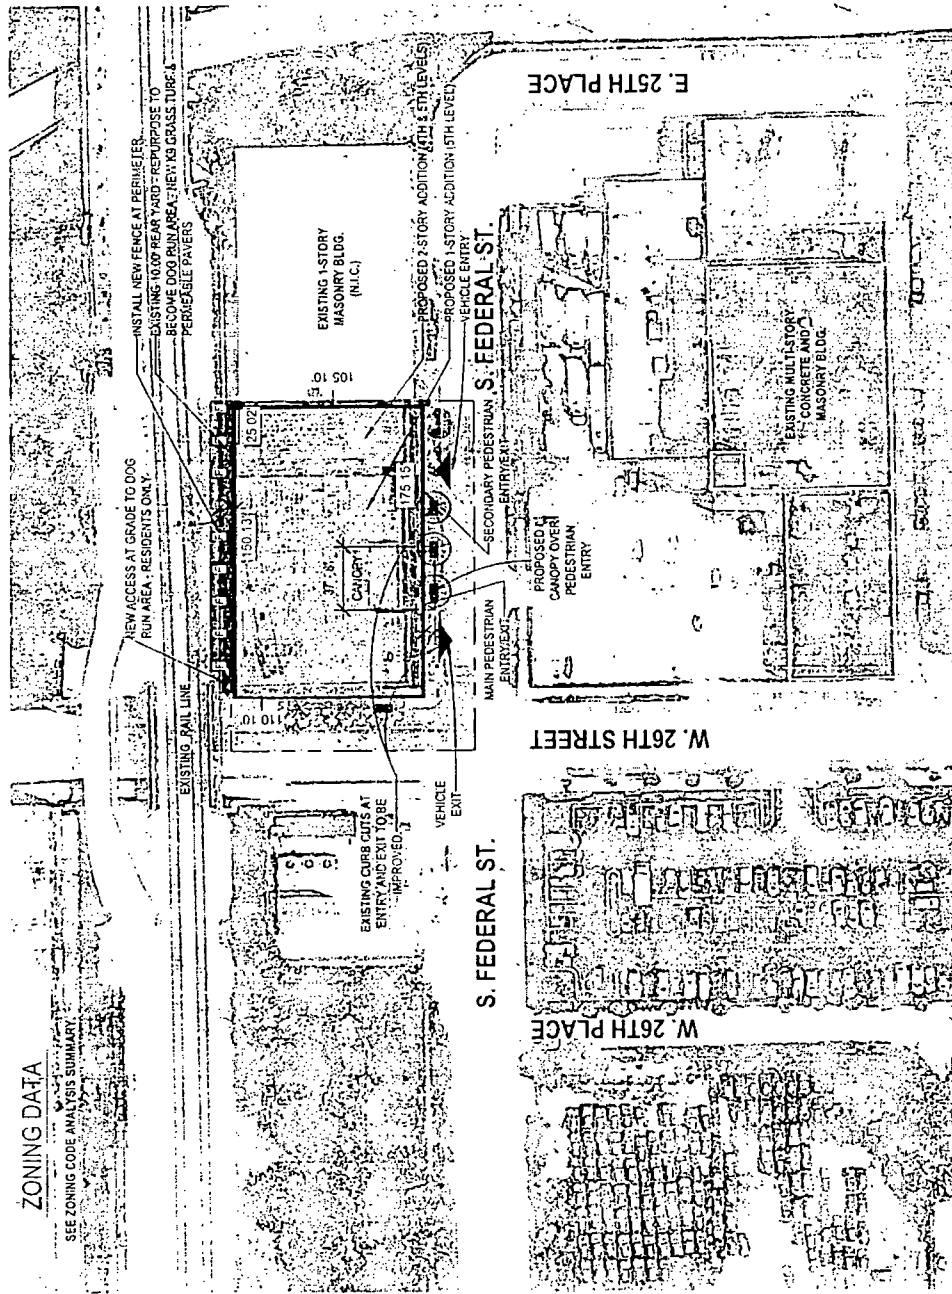 ZONING DATA
SEE ZONING CODE ANALYSIS SUMMARY
NEW ACCESS AT GRADE TO DOG
RUN AREA - RESIDENTS ONLY
INSTALL NEW FENCE AT PERIMETER
EXISTING 10.00' REAR YARD - REPURPOSE TO
BECOME DOG RUN AREA - NEW K9 GRASS TURF &
PERMEABLE PAVERS
EXISTING RAIL LINE
150.13'
25.02'
110.10'
105.10'
175.15'
CANOPY
EXISTING 1-STORY
MASONRY BLDG.
(N.I.C.)
PROPOSED 2-STORY ADDITION (4TH & 5TH LEVELS)
PROPOSED 1-STORY ADDITION (5TH LEVEL)
VEHICLE ENTRY
EXISTING CURB CUTS AT
ENTRY AND EXIT TO BE
IMPROVED
VEHICLE
EXIT
MAIN PEDESTRIAN
ENTRY/EXIT
SECONDARY PEDESTRIAN
ENTRY/EXIT
PROPOSED
CANOPY OVER
PEDESTRIAN
ENTRY
S. FEDERAL ST.
S. FEDERAL ST.
W. 26TH PLACE
W. 26TH STREET
E. 25TH PLACE
EXISTING MULTI-STORY
CONCRETE AND
MASONRY BLDG.